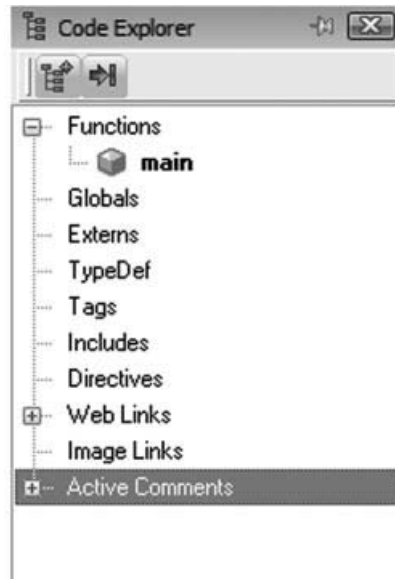 Code Explorer
Functions
main
Globals
Externs
TypeDef
Tags
Includes
Directives
Web Links
Image Links
Active Comments